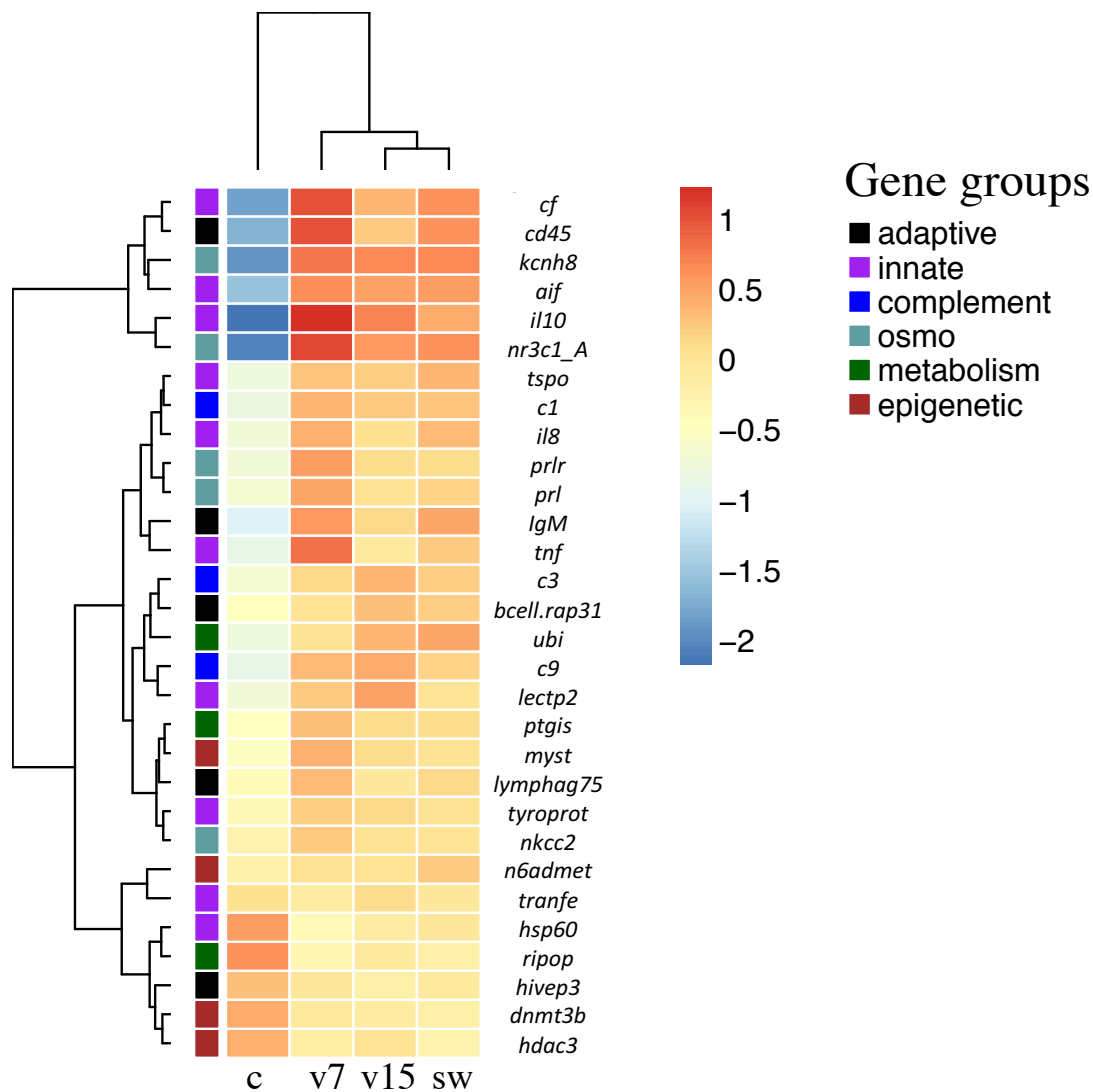 cf
cd45
kcnh8
aif
il10
nr3c1_A
tspo
c1
il8
prlr
prl
IgM
tnf
c3
bcell.rap31
ubi
c9
lectp2
ptgis
myst
lymphag75
tyroprot
nkcc2
n6admet
tranfe
hsp60
ripop
hivep3
dnmt3b
hdac3
c v7 v15 sw
1
0.5
0
−0.5
−1
−1.5
−2
Gene groups
adaptive
innate
complement
osmo
metabolism
epigenetic